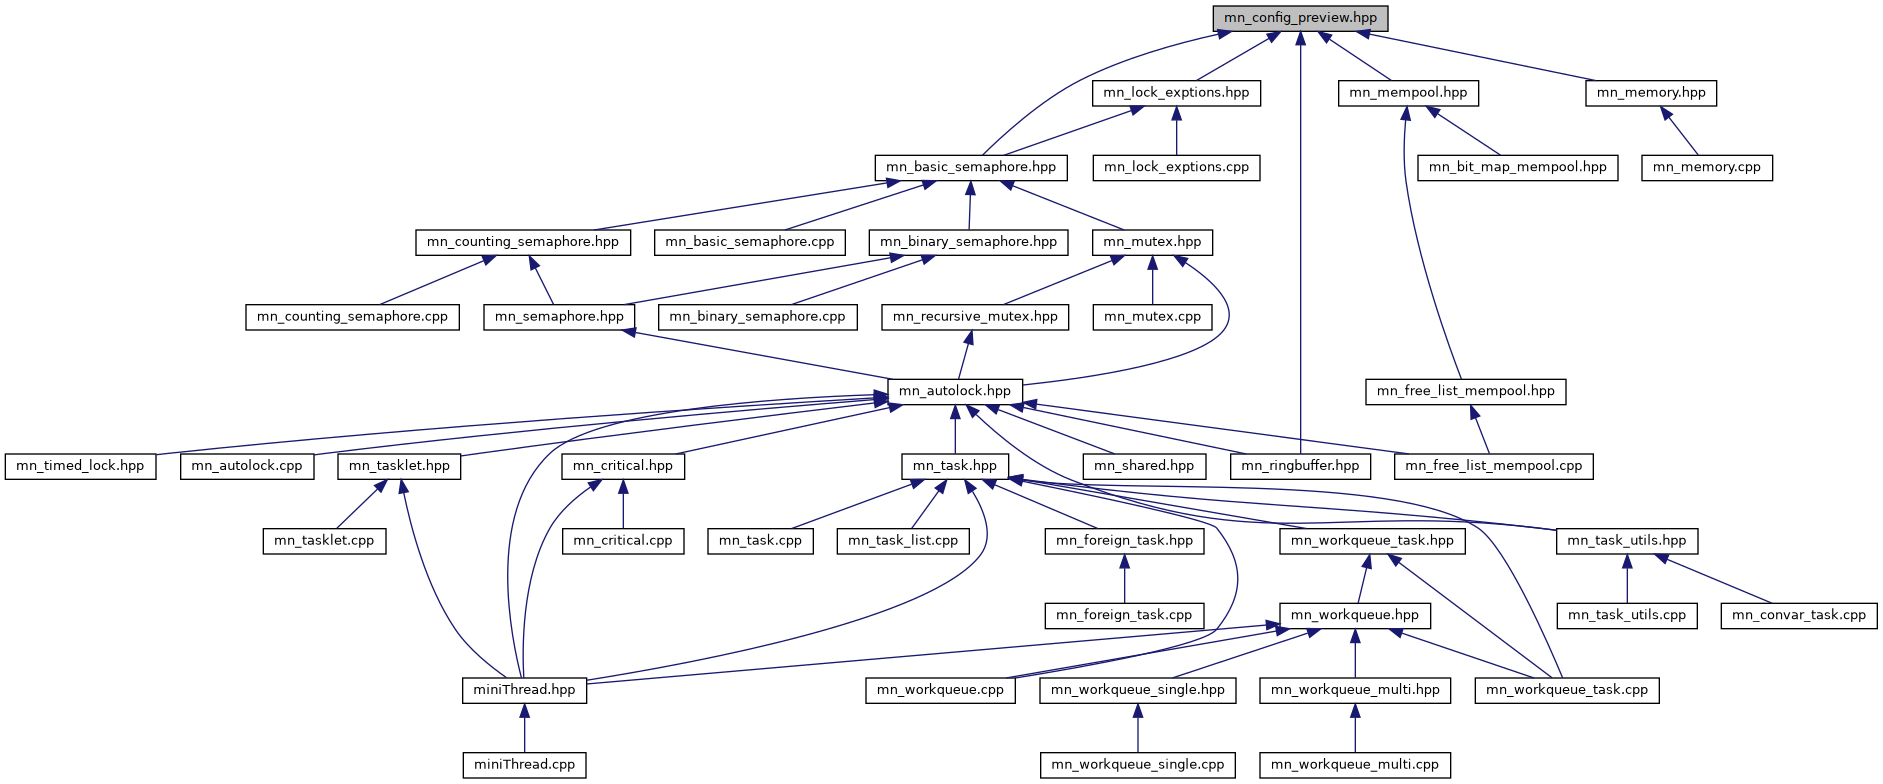 mn_config_preview.hpp
mn_lock_exptions.hpp
mn_mempool.hpp
mn_memory.hpp
mn_basic_semaphore.hpp
mn_lock_exptions.cpp
mn_bit_map_mempool.hpp
mn_memory.cpp
mn_counting_semaphore.hpp
mn_basic_semaphore.cpp
mn_binary_semaphore.hpp
mn_mutex.hpp
mn_counting_semaphore.cpp
mn_semaphore.hpp
mn_binary_semaphore.cpp
mn_recursive_mutex.hpp
mn_mutex.cpp
mn_autolock.hpp
mn_free_list_mempool.hpp
mn_timed_lock.hpp
mn_autolock.cpp
mn_tasklet.hpp
mn_critical.hpp
mn_task.hpp
mn_shared.hpp
mn_ringbuffer.hpp
mn_free_list_mempool.cpp
mn_tasklet.cpp
mn_critical.cpp
mn_task.cpp
mn_task_list.cpp
mn_foreign_task.hpp
mn_workqueue_task.hpp
mn_task_utils.hpp
mn_foreign_task.cpp
mn_workqueue.hpp
mn_task_utils.cpp
mn_convar_task.cpp
miniThread.hpp
mn_workqueue.cpp
mn_workqueue_single.hpp
mn_workqueue_multi.hpp
mn_workqueue_task.cpp
miniThread.cpp
mn_workqueue_single.cpp
mn_workqueue_multi.cpp